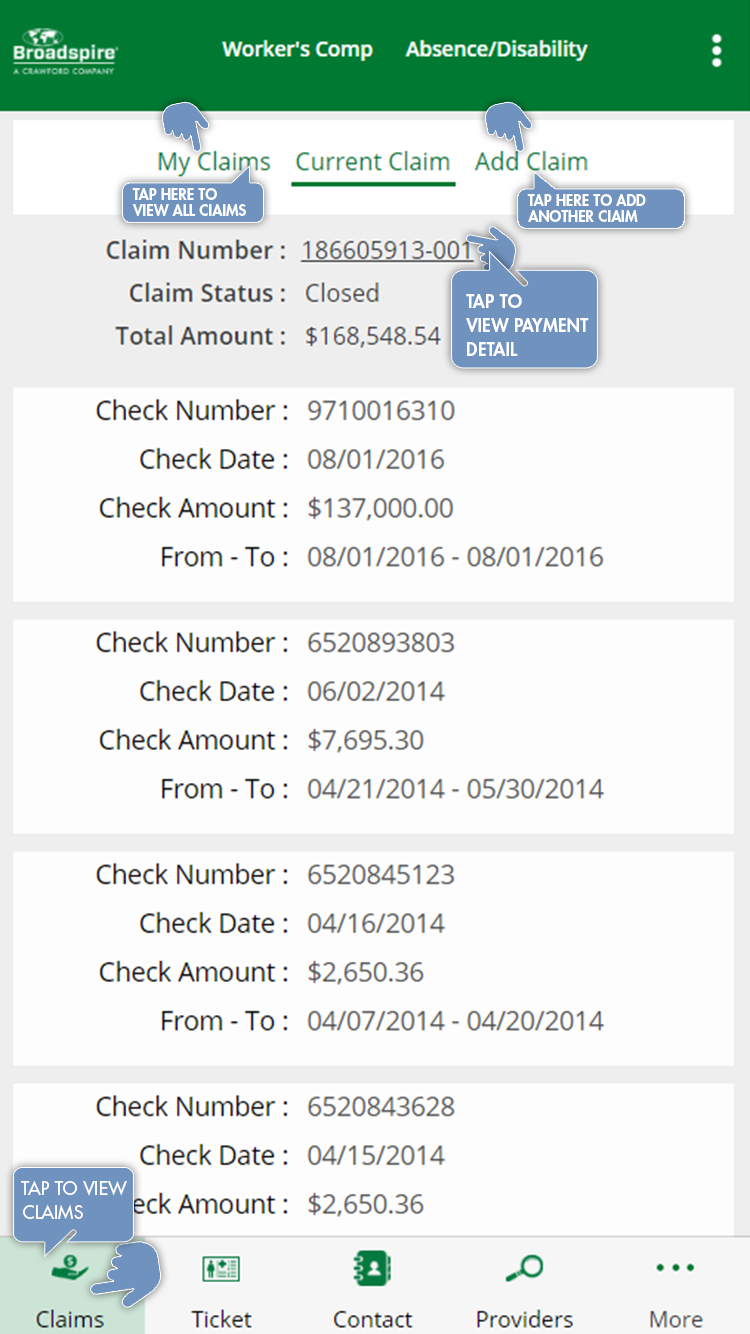 Broadspire®
A CRAWFORD COMPANY
Worker's Comp Absence/Disability
My Claims Current Claim Add Claim
TAP HERE TO
VIEW ALL CLAIMS
TAP HERE TO ADD
ANOTHER CLAIM
Claim Number : 186605913-001
Claim Status : Closed
Total Amount : $168,548.54
TAP TO
VIEW PAYMENT
DETAIL
Check Number : 9710016310
Check Date : 08/01/2016
Check Amount : $137,000.00
From - To : 08/01/2016 - 08/01/2016
Check Number : 6520893803
Check Date : 06/02/2014
Check Amount : $7,695.30
From - To : 04/21/2014 - 05/30/2014
Check Number : 6520845123
Check Date : 04/16/2014
Check Amount : $2,650.36
From - To : 04/07/2014 - 04/20/2014
Check Number : 6520843628
Check Date : 04/15/2014
eck Amount : $2,650.36
TAP TO VIEW
CLAIMS
Claims Ticket Contact Providers More